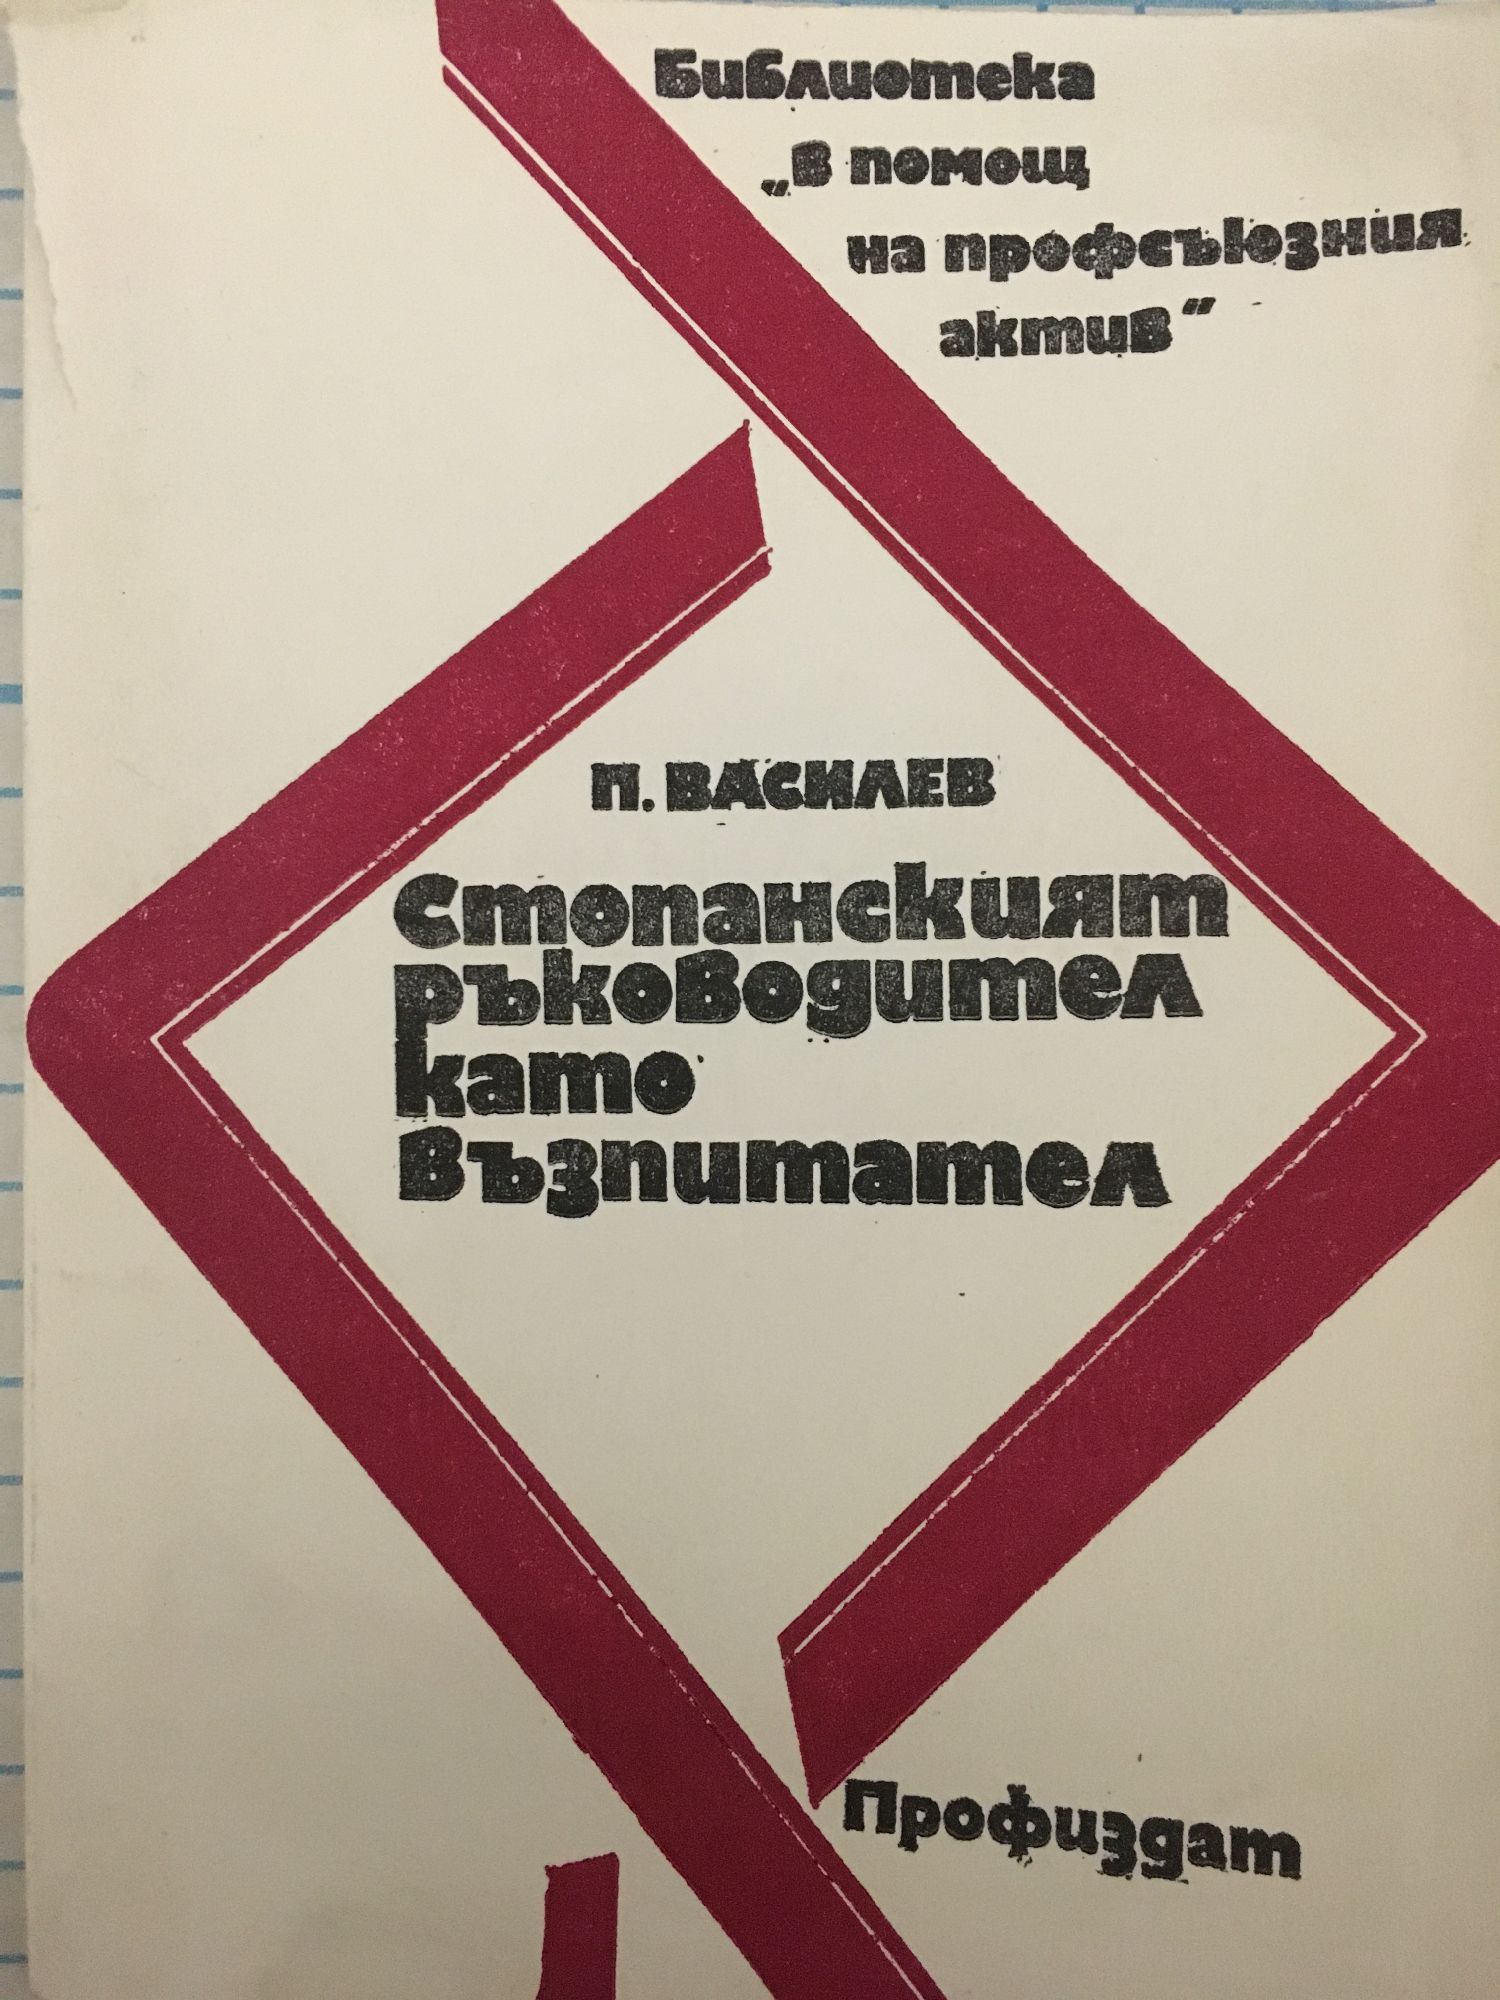 Библиотека
„в помощ
на профсъюзния
актив"
П. ВАСИЛЕВ
Стопанският
ръководител
като
възпитател
Профиздат